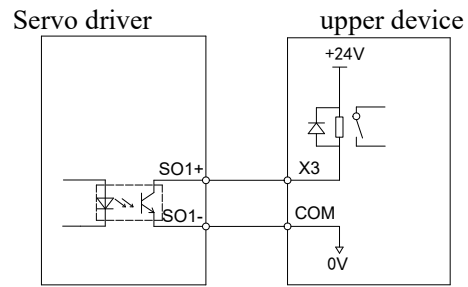 Servo driver
upper device
+24V
SO1+
X3
SO1-
COM
0V